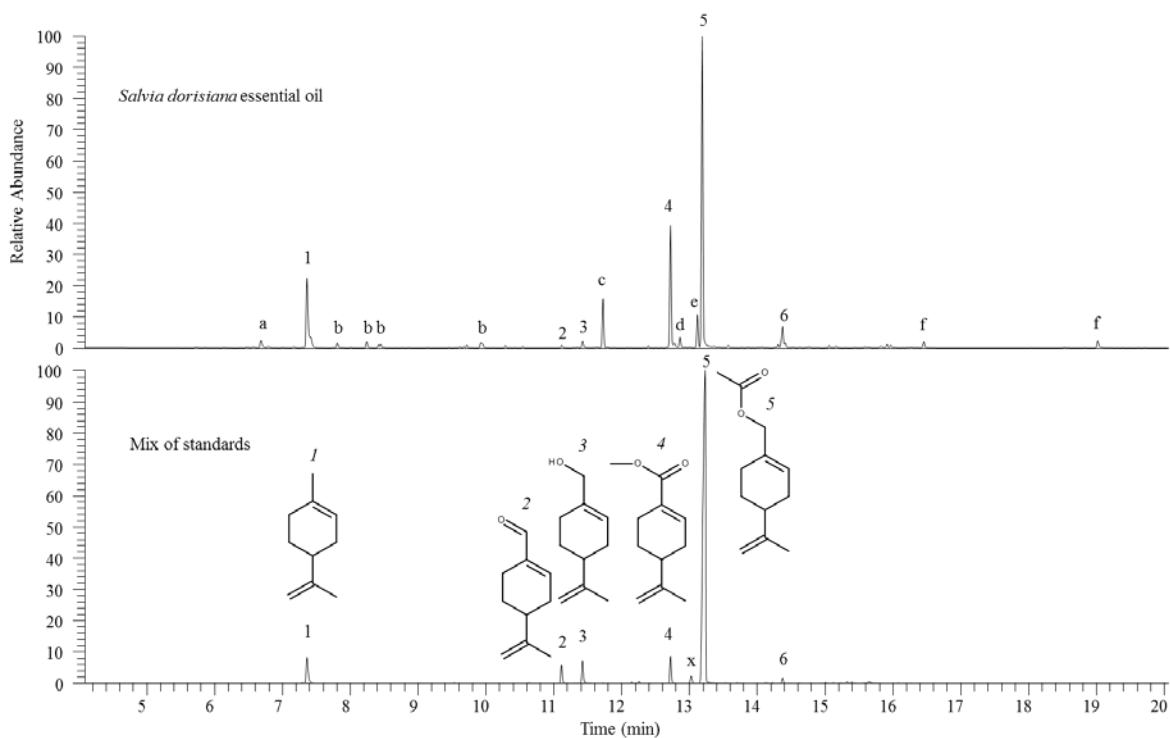 5
100
90
80
70
60
50
40
30
20
10
0
Relative Abundance
Salvia dorisiana essential oil
a
1
b
b b
b
2
3
c
4
d
e
6
f
f
100
90
80
70
60
50
40
30
20
10
0
Mix of standards
5
1
2
3
HO
4
O
O
5
O
O
O
1
2
3
4
x
6
5 6 7 8 9 10 11 12 13 14 15 16 17 18 19 20
Time (min)